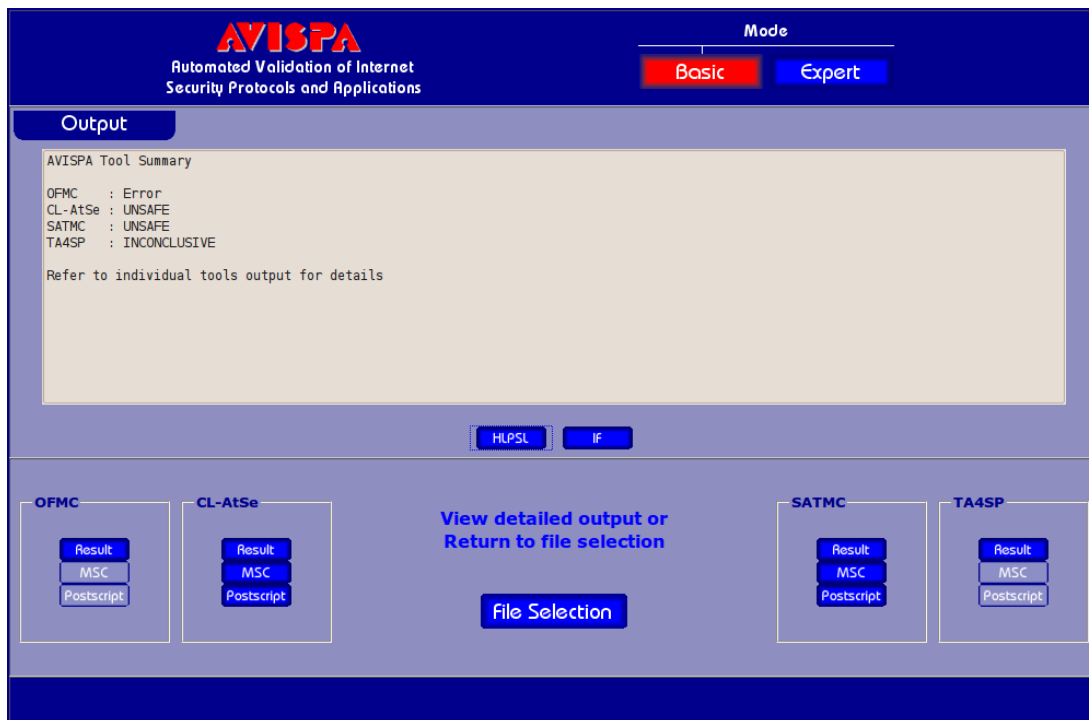 AVISPA
Automated Validation of Internet
Security Protocols and Applications
Mode
Basic
Expert
Output
AVISPA Tool Summary
OFMC : Error
CL-AtSe : UNSAFE
SATMC : UNSAFE
TA4SP : INCONCLUSIVE
Refer to individual tools output for details
HLPSL
IF
OFMC
Result
MSC
Postscript
CL-AtSe
Result
MSC
Postscript
View detailed output or
Return to file selection
File Selection
SATMC
Result
MSC
Postscript
TA4SP
Result
MSC
Postscript